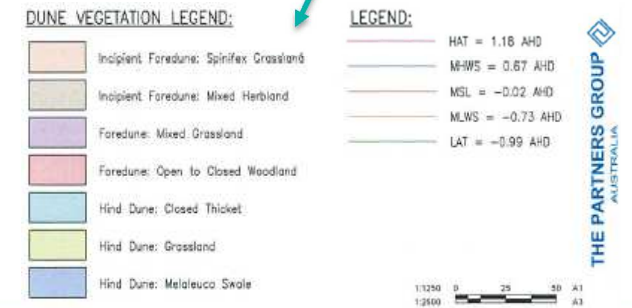 DUNE VEGETATION LEGEND:
Incipient Foredune: Spinifex Grassland
Incipient Foredune: Mixed Herbland
Foredune: Mixed Grassland
Foredune: Open to Closed Woodland
Hind Dune: Closed Thicket
Hind Dune: Grassland
Hind Dune: Melaleuca Swale
LEGEND:
HAT = 1.18 AHD
MHWS = 0.67 AHD
MSL = -0.02 AHD
MLWS = -0.73 AHD
LAT = -0.99 AHD
1:1250 0 25 50 A1
1:2500 A3
THE PARTNERS GROUP
AUSTRALIA